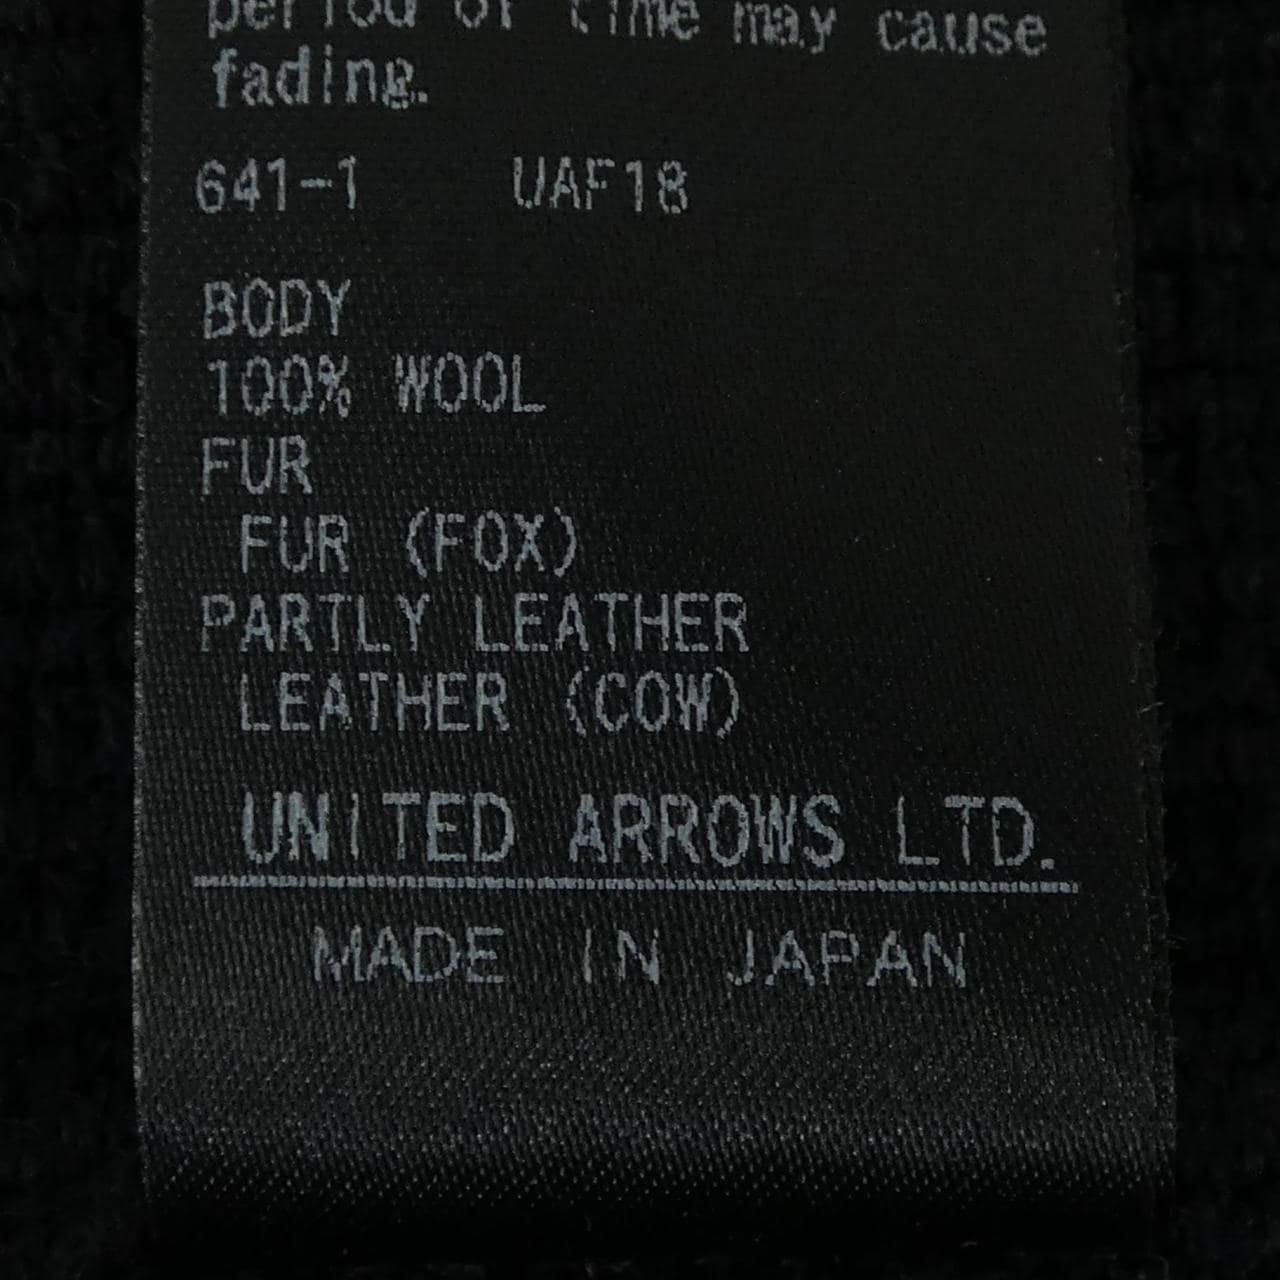 period of time may cause
fading.
641-1 UAF18
BODY
100% WOOL
FUR
FUR (FOX)
PARTLY LEATHER
LEATHER (COW)
UNITED ARROWS LTD.
MADE IN JAPAN